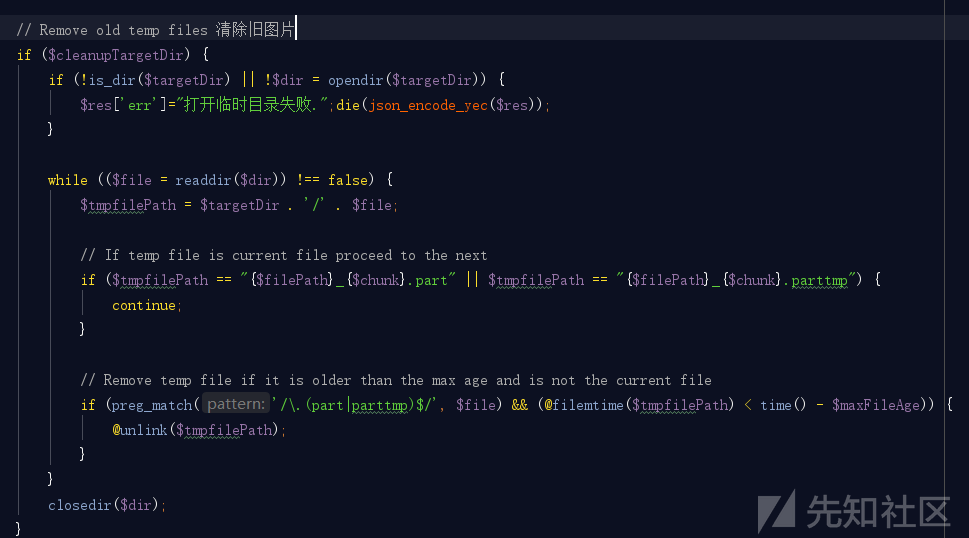 // Remove old temp files 清除旧图片
if ($cleanupTargetDir) {
    if (!is_dir($targetDir) || !$dir = opendir($targetDir)) {
        $res['err']="打开临时目录失败.";die(json_encode_yec($res));
    }
    while (($file = readdir($dir)) !== false) {
        $tmpfilePath = $targetDir . '/' . $file;
        // If temp file is current file proceed to the next
        if ($tmpfilePath == "{$filePath}_{$chunk}.part" || $tmpfilePath == "{$filePath}_{$chunk}.parttmp") {
            continue;
        }
        // Remove temp file if it is older than the max age and is not the current file
        if (preg_match( pattern: '/\.(part|parttmp)$/', $file) && (@filemtime($tmpfilePath) < time() - $maxFileAge)) {
            @unlink($tmpfilePath);
        }
    }
    closedir($dir);
}
先知社区